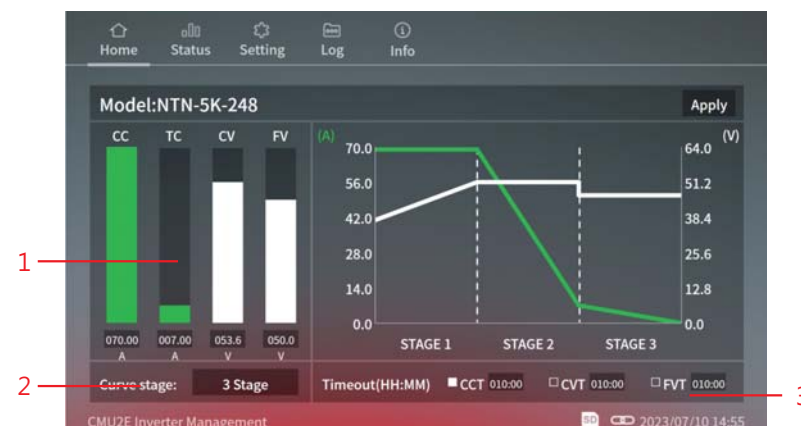 Home Status Setting Log Info
Model:NTN-5K-248 Apply
CC TC CV FV
(A) (V)
70.0 64.0
56.0 51.2
42.0 38.4
28.0 25.6
14.0 12.8
0.0 0.0
STAGE 1 STAGE 2 STAGE 3
070.00 007.00 053.6 050.0
A A V V
1
2
Curve stage: 3 Stage
Timeout(HH:MM) CCT 010:00 CVT 010:00 FVT 010:00
3
CMU2E Inverter Management SD 2023/07/10 14:55